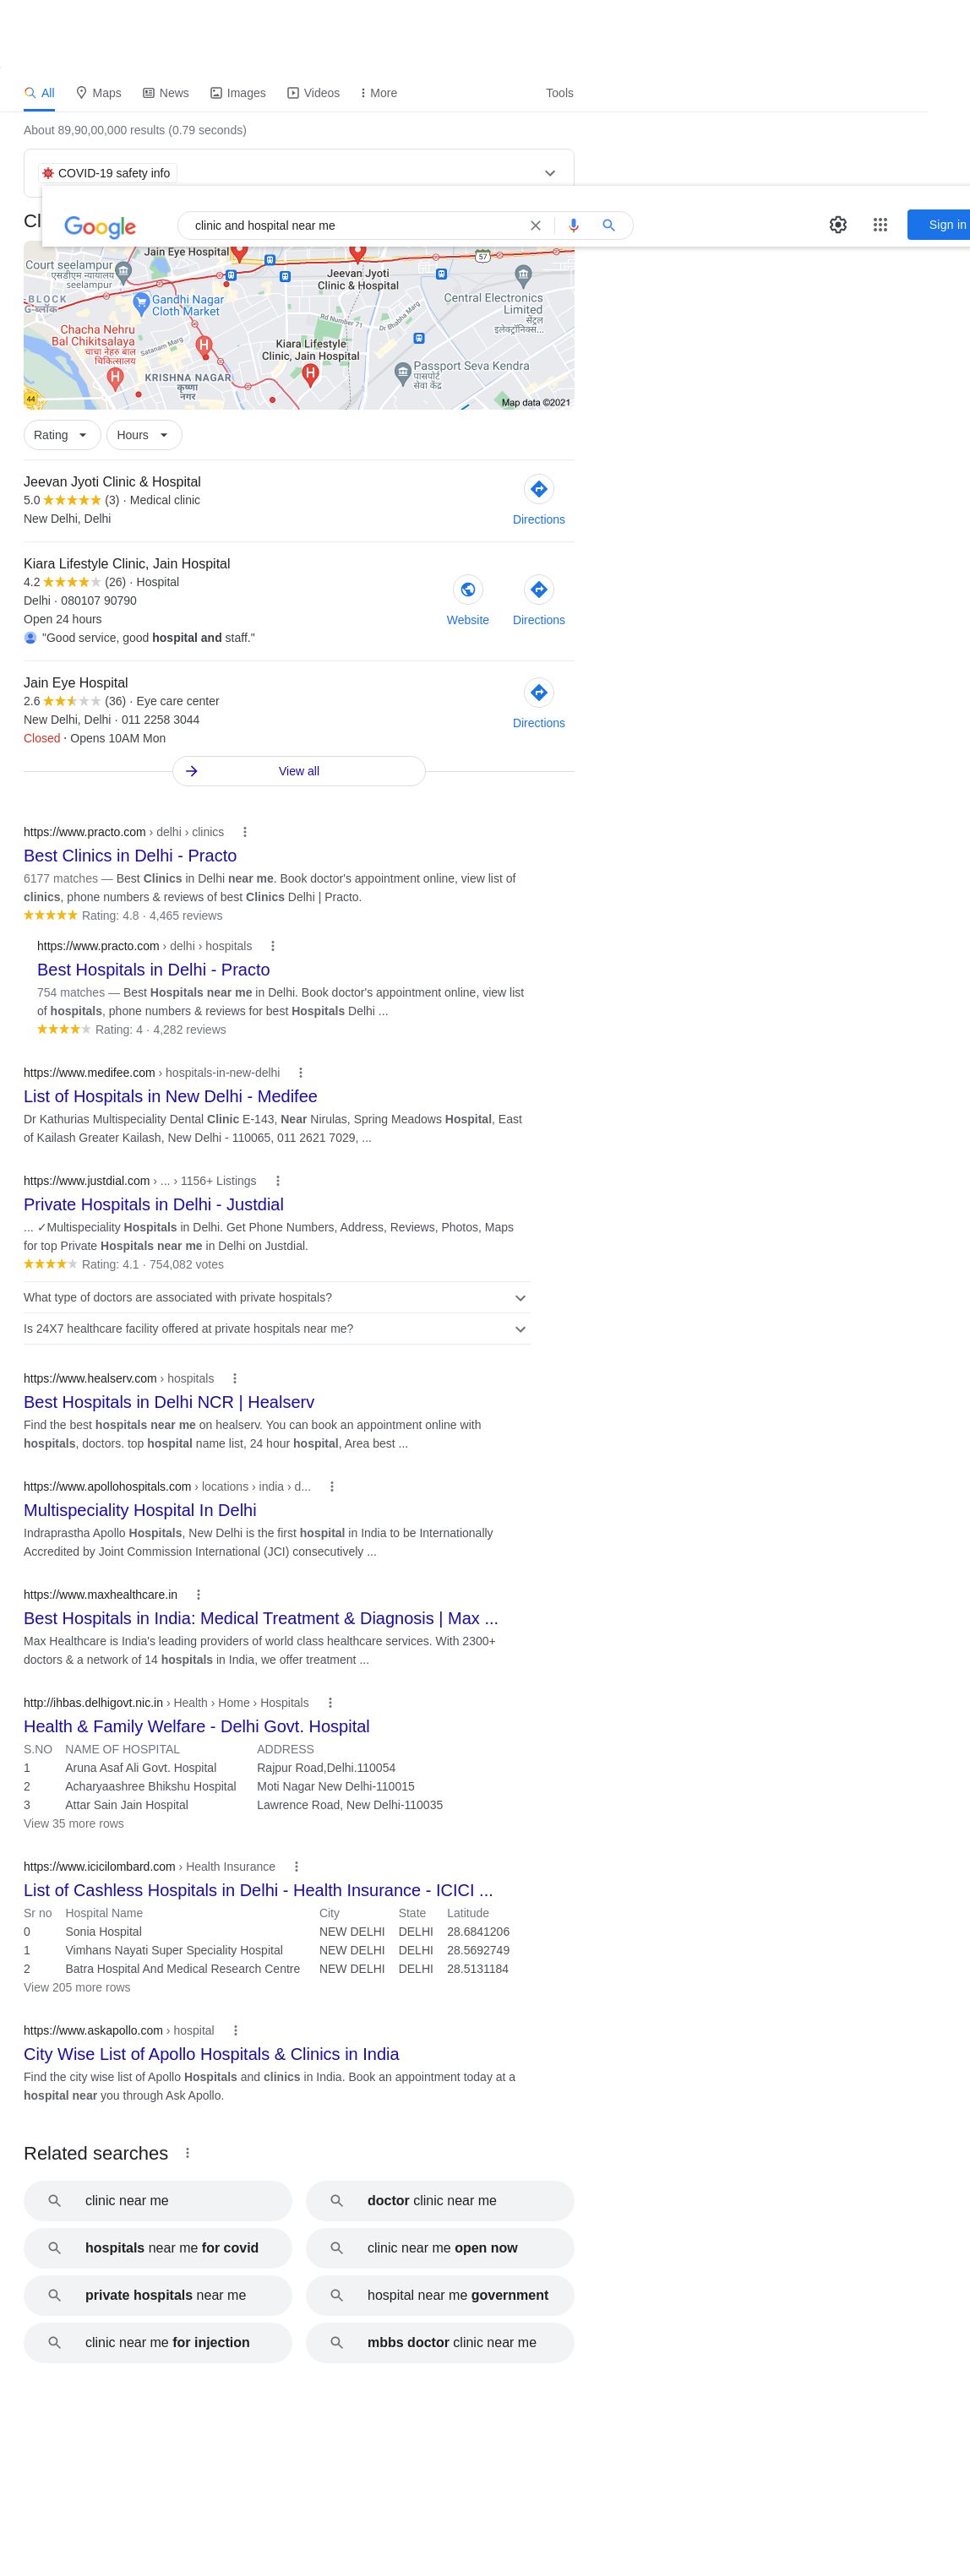 All
Maps
News
Images
Videos
More
Tools
About 89,90,00,000 results (0.79 seconds)
COVID-19 safety info
Google
clinic and hospital near me
Sign in
Jain Eye Hospital
Court seelampur
एसडीएम न्यायालय
seelampur
Jeevan Jyoti
Clinic & Hospital
57
BLOCK
Gandhi Nagar
Cloth Market
Central Electronics
Limited
सेंट्रल
इलेक्ट्रॉनिक्स...
Rd Number 21
Dr Bhabha Marg
Chacha Nehru
Bal Chikitsalaya
चाचा नेहरु बाल
चिकित्सालय
Satanam Marg
Kiara Lifestyle
Clinic, Jain Hospital
KRISHNA NAGAR
कृष्णा
नगर
Passport Seva Kendra
पासपोर्ट
सेवा केंद्र
44
Map data ©2021
Rating
Hours
Jeevan Jyoti Clinic & Hospital
5.0 (3) · Medical clinic
New Delhi, Delhi
Directions
Kiara Lifestyle Clinic, Jain Hospital
4.2 (26) · Hospital
Delhi · 080107 90790
Open 24 hours
"Good service, good hospital and staff."
Website
Directions
Jain Eye Hospital
2.6 (36) · Eye care center
New Delhi, Delhi · 011 2258 3044
Closed · Opens 10AM Mon
Directions
View all
https://www.practo.com › delhi › clinics
Best Clinics in Delhi - Practo
6177 matches — Best Clinics in Delhi near me. Book doctor's appointment online, view list of
clinics, phone numbers & reviews of best Clinics Delhi | Practo.
Rating: 4.8 · 4,465 reviews
https://www.practo.com › delhi › hospitals
Best Hospitals in Delhi - Practo
754 matches — Best Hospitals near me in Delhi. Book doctor's appointment online, view list
of hospitals, phone numbers & reviews for best Hospitals Delhi ...
Rating: 4 · 4,282 reviews
https://www.medifee.com › hospitals-in-new-delhi
List of Hospitals in New Delhi - Medifee
Dr Kathurias Multispeciality Dental Clinic E-143, Near Nirulas, Spring Meadows Hospital, East
of Kailash Greater Kailash, New Delhi - 110065, 011 2621 7029, ...
https://www.justdial.com › ... › 1156+ Listings
Private Hospitals in Delhi - Justdial
... ✓Multispeciality Hospitals in Delhi. Get Phone Numbers, Address, Reviews, Photos, Maps
for top Private Hospitals near me in Delhi on Justdial.
Rating: 4.1 · 754,082 votes
What type of doctors are associated with private hospitals?
Is 24X7 healthcare facility offered at private hospitals near me?
https://www.healserv.com › hospitals
Best Hospitals in Delhi NCR | Healserv
Find the best hospitals near me on healserv. You can book an appointment online with
hospitals, doctors. top hospital name list, 24 hour hospital, Area best ...
https://www.apollohospitals.com › locations › india › d...
Multispeciality Hospital In Delhi
Indraprastha Apollo Hospitals, New Delhi is the first hospital in India to be Internationally
Accredited by Joint Commission International (JCI) consecutively ...
https://www.maxhealthcare.in
Best Hospitals in India: Medical Treatment & Diagnosis | Max ...
Max Healthcare is India's leading providers of world class healthcare services. With 2300+
doctors & a network of 14 hospitals in India, we offer treatment ...
http://ihbas.delhigovt.nic.in › Health › Home › Hospitals
Health & Family Welfare - Delhi Govt. Hospital
S.NO NAME OF HOSPITAL ADDRESS
1 Aruna Asaf Ali Govt. Hospital Rajpur Road,Delhi.110054
2 Acharyaashree Bhikshu Hospital Moti Nagar New Delhi-110015
3 Attar Sain Jain Hospital Lawrence Road, New Delhi-110035
View 35 more rows
https://www.icicilombard.com › Health Insurance
List of Cashless Hospitals in Delhi - Health Insurance - ICICI ...
Sr no Hospital Name City State Latitude
0 Sonia Hospital NEW DELHI DELHI 28.6841206
1 Vimhans Nayati Super Speciality Hospital NEW DELHI DELHI 28.5692749
2 Batra Hospital And Medical Research Centre NEW DELHI DELHI 28.5131184
View 205 more rows
https://www.askapollo.com › hospital
City Wise List of Apollo Hospitals & Clinics in India
Find the city wise list of Apollo Hospitals and clinics in India. Book an appointment today at a
hospital near you through Ask Apollo.
Related searches
clinic near me
doctor clinic near me
hospitals near me for covid
clinic near me open now
private hospitals near me
hospital near me government
clinic near me for injection
mbbs doctor clinic near me